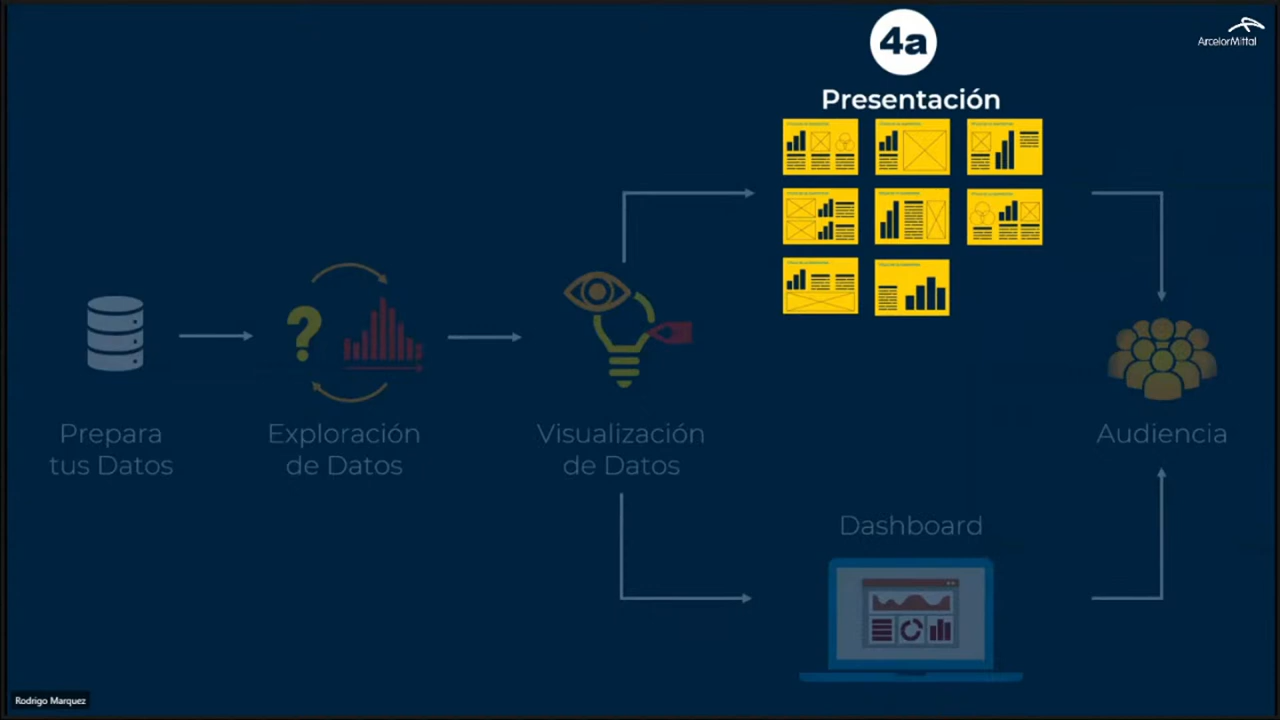 4a
ArcelorMittal
Presentación
?
Prepara
tus Datos
Exploración
de Datos
Visualización
de Datos
Audiencia
Dashboard
Rodrigo Marquez